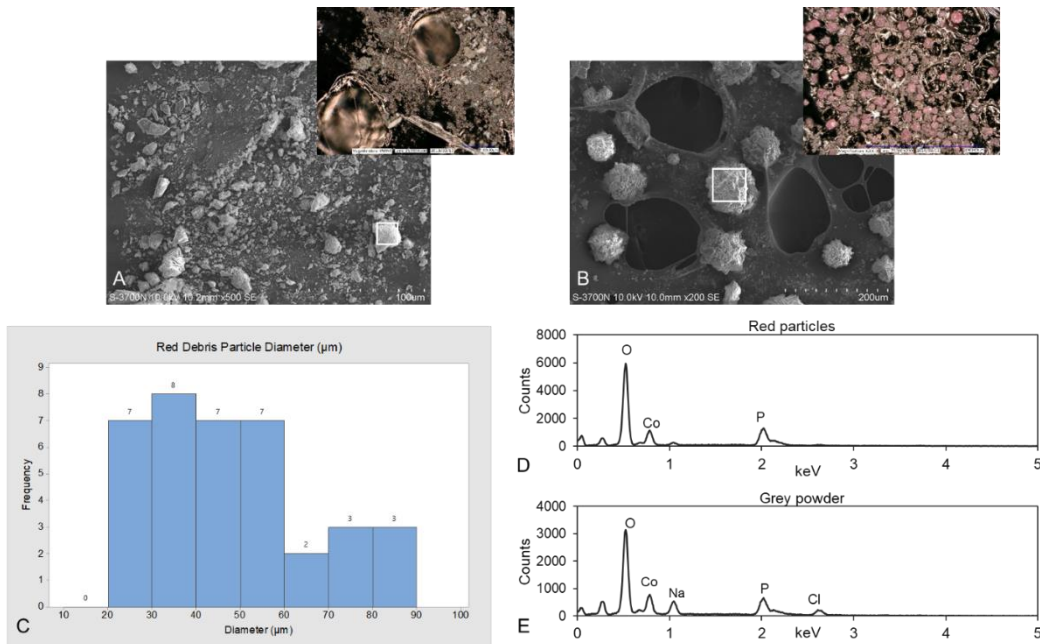 A
S-3700N 10.0kV 10.2mm x500 SE
100um
B
S-3700N 10.0kV 10.0mm x200 SE
200um
Red Debris Particle Diameter (µm)
Frequency
9
8
7
6
5
4
3
2
1
0
0
7
8
7
7
2
3
3
10 20 30 40 50 60 70 80 90 100
Diameter (µm)
C
Red particles
Counts
8000
6000
4000
2000
0
O
Co
P
0 1 2 3 4 5
keV
D
Grey powder
Counts
4000
3000
2000
1000
0
O
Co
Na
P
Cl
0 1 2 3 4 5
keV
E